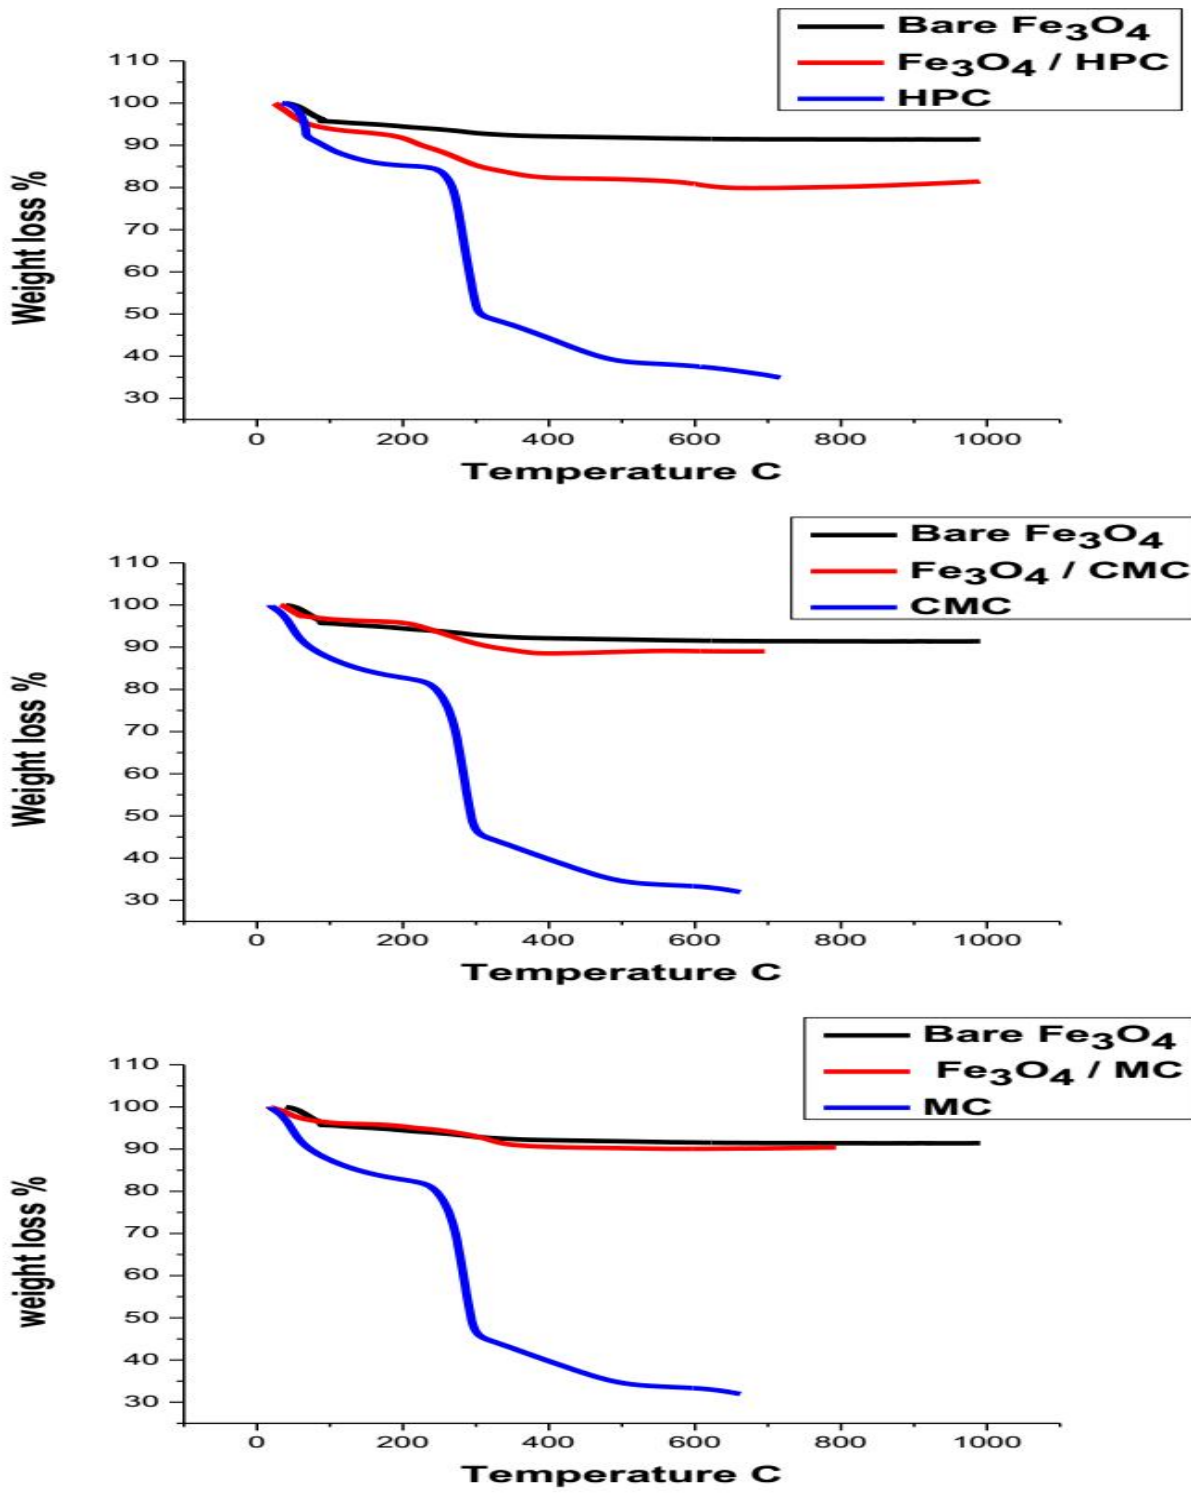 Bare Fe3O4
Fe3O4 / HPC
HPC
110
100
90
80
70
60
50
40
30
Weight loss %
0 200 400 600 800 1000
Temperature C
Bare Fe3O4
Fe3O4 / CMC
CMC
110
100
90
80
70
60
50
40
30
Weight loss %
0 200 400 600 800 1000
Temperature C
Bare Fe3O4
Fe3O4 / MC
MC
110
100
90
80
70
60
50
40
30
weight loss %
0 200 400 600 800 1000
Temperature C